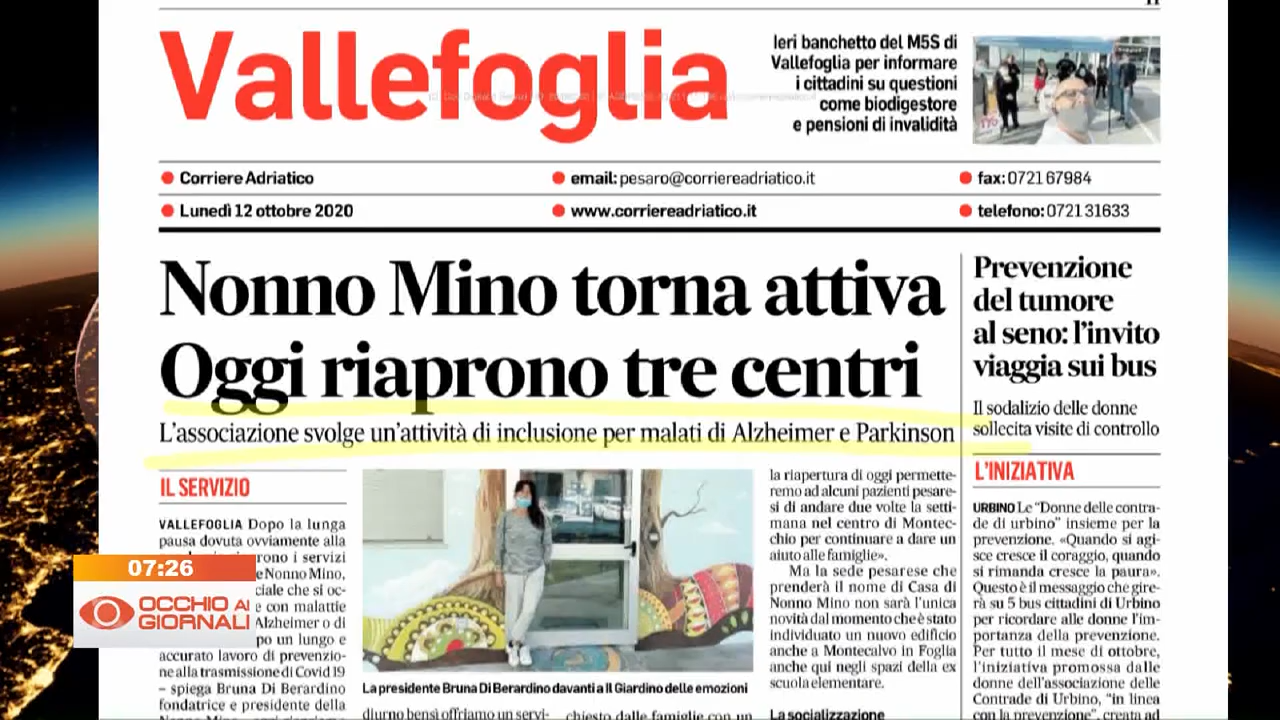 Vallefoglia
Ieri banchetto del M5S di
Vallefoglia per informare
i cittadini su questioni
come biodigestore
e pensioni di invalidità
Corriere Adriatico
email: pesaro@corriereadriatico.it
fax: 0721 67984
Lunedì 12 ottobre 2020
www.corriereadriatico.it
telefono: 0721 31633
Nonno Mino torna attiva
Oggi riaprono tre centri
L'associazione svolge un'attività di inclusione per malati di Alzheimer e Parkinson
IL SERVIZIO
VALLEFOGLIA Dopo la lunga
pausa dovuta ovviamente alla
rono i servizi
e Nonno Mino,
ciale che si oc-
e con malattie
Alzheimer o di
po un lungo e
accurato lavoro di prevenzio-
ne alla trasmissione di Covid 19
– spiega Bruna Di Berardino
fondatrice e presidente della
La presidente Bruna Di Berardino davanti a Il Giardino delle emozioni
diurno bensì offriamo un servi-
chiesto dalle famiglie con un
la riapertura di oggi permette-
remo ad alcuni pazienti pesare-
si di andare due volte la setti-
mana nel centro di Montec-
chio per continuare a dare un
aiuto alle famiglie».
Ma la sede pesarese che
prenderà il nome di Casa di
Nonno Mino non sarà l'unica
novità dal momento che è stato
individuato un nuovo edificio
anche a Montecalvo in Foglia
anche qui negli spazi della ex
scuola elementare.
La socializzazione
Prevenzione
del tumore
al seno: l'invito
viaggia sui bus
Il sodalizio delle donne
sollecita visite di controllo
L'INIZIATIVA
URBINO Le "Donne delle contra-
de di urbino" insieme per la
prevenzione. «Quando si agi-
sce cresce il coraggio, quando
si rimanda cresce la paura».
Questo è il messaggio che gire-
rà su 5 bus cittadini di Urbino
per ricordare alle donne l'im-
portanza della prevenzione.
Per tutto il mese di ottobre,
l'iniziativa promossa dalle
donne dell'associazione delle
Contrade di Urbino, "in linea
con la prevenzione", creata ad
07:26
OCCHIO AI
GIORNALI